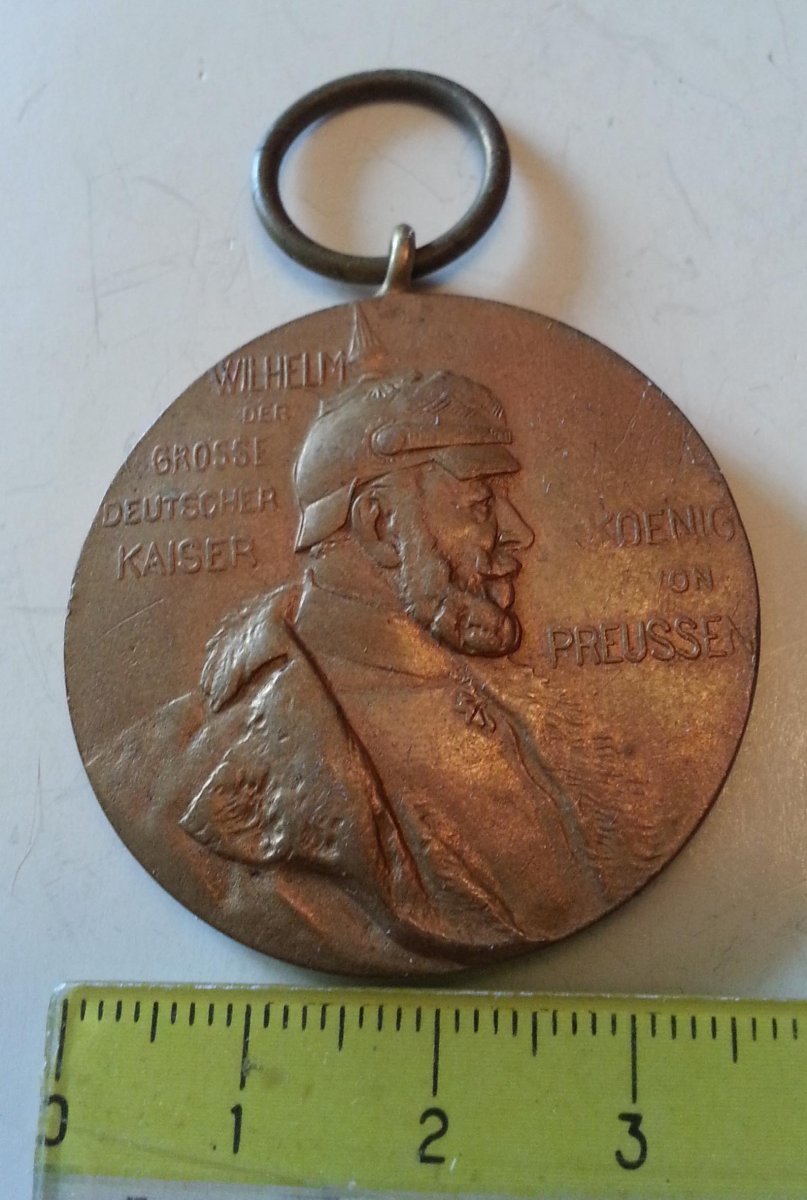 WILHELM
DER
GROSSE
DEUTSCHER
KAISER
KOENIG
VON
PREUSSEN
0 1 2 3